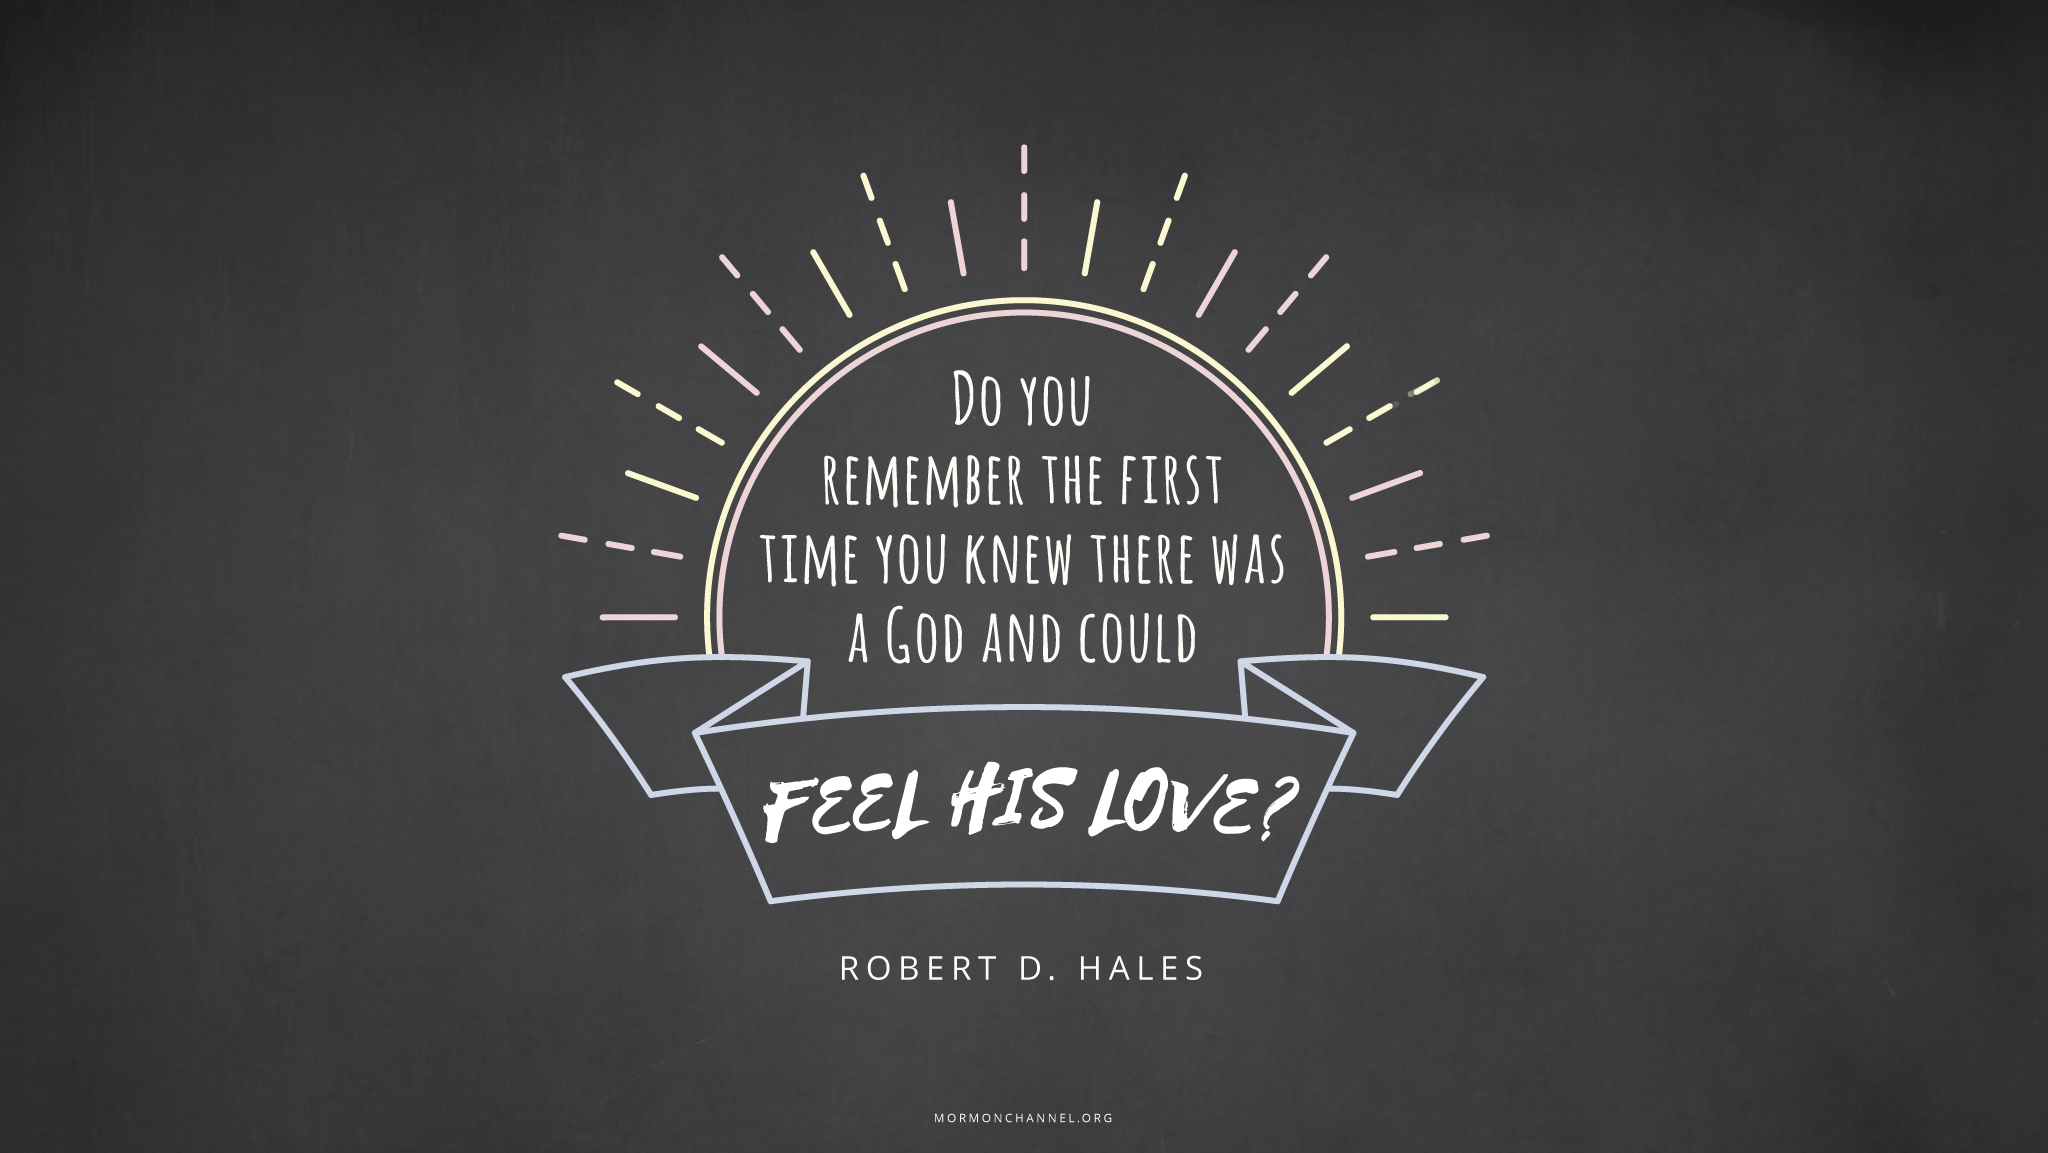 Do you
remember the first
time you knew there was
a God and could
FEEL HIS LOVE?
ROBERT D. HALES
MORMONCHANNEL.ORG